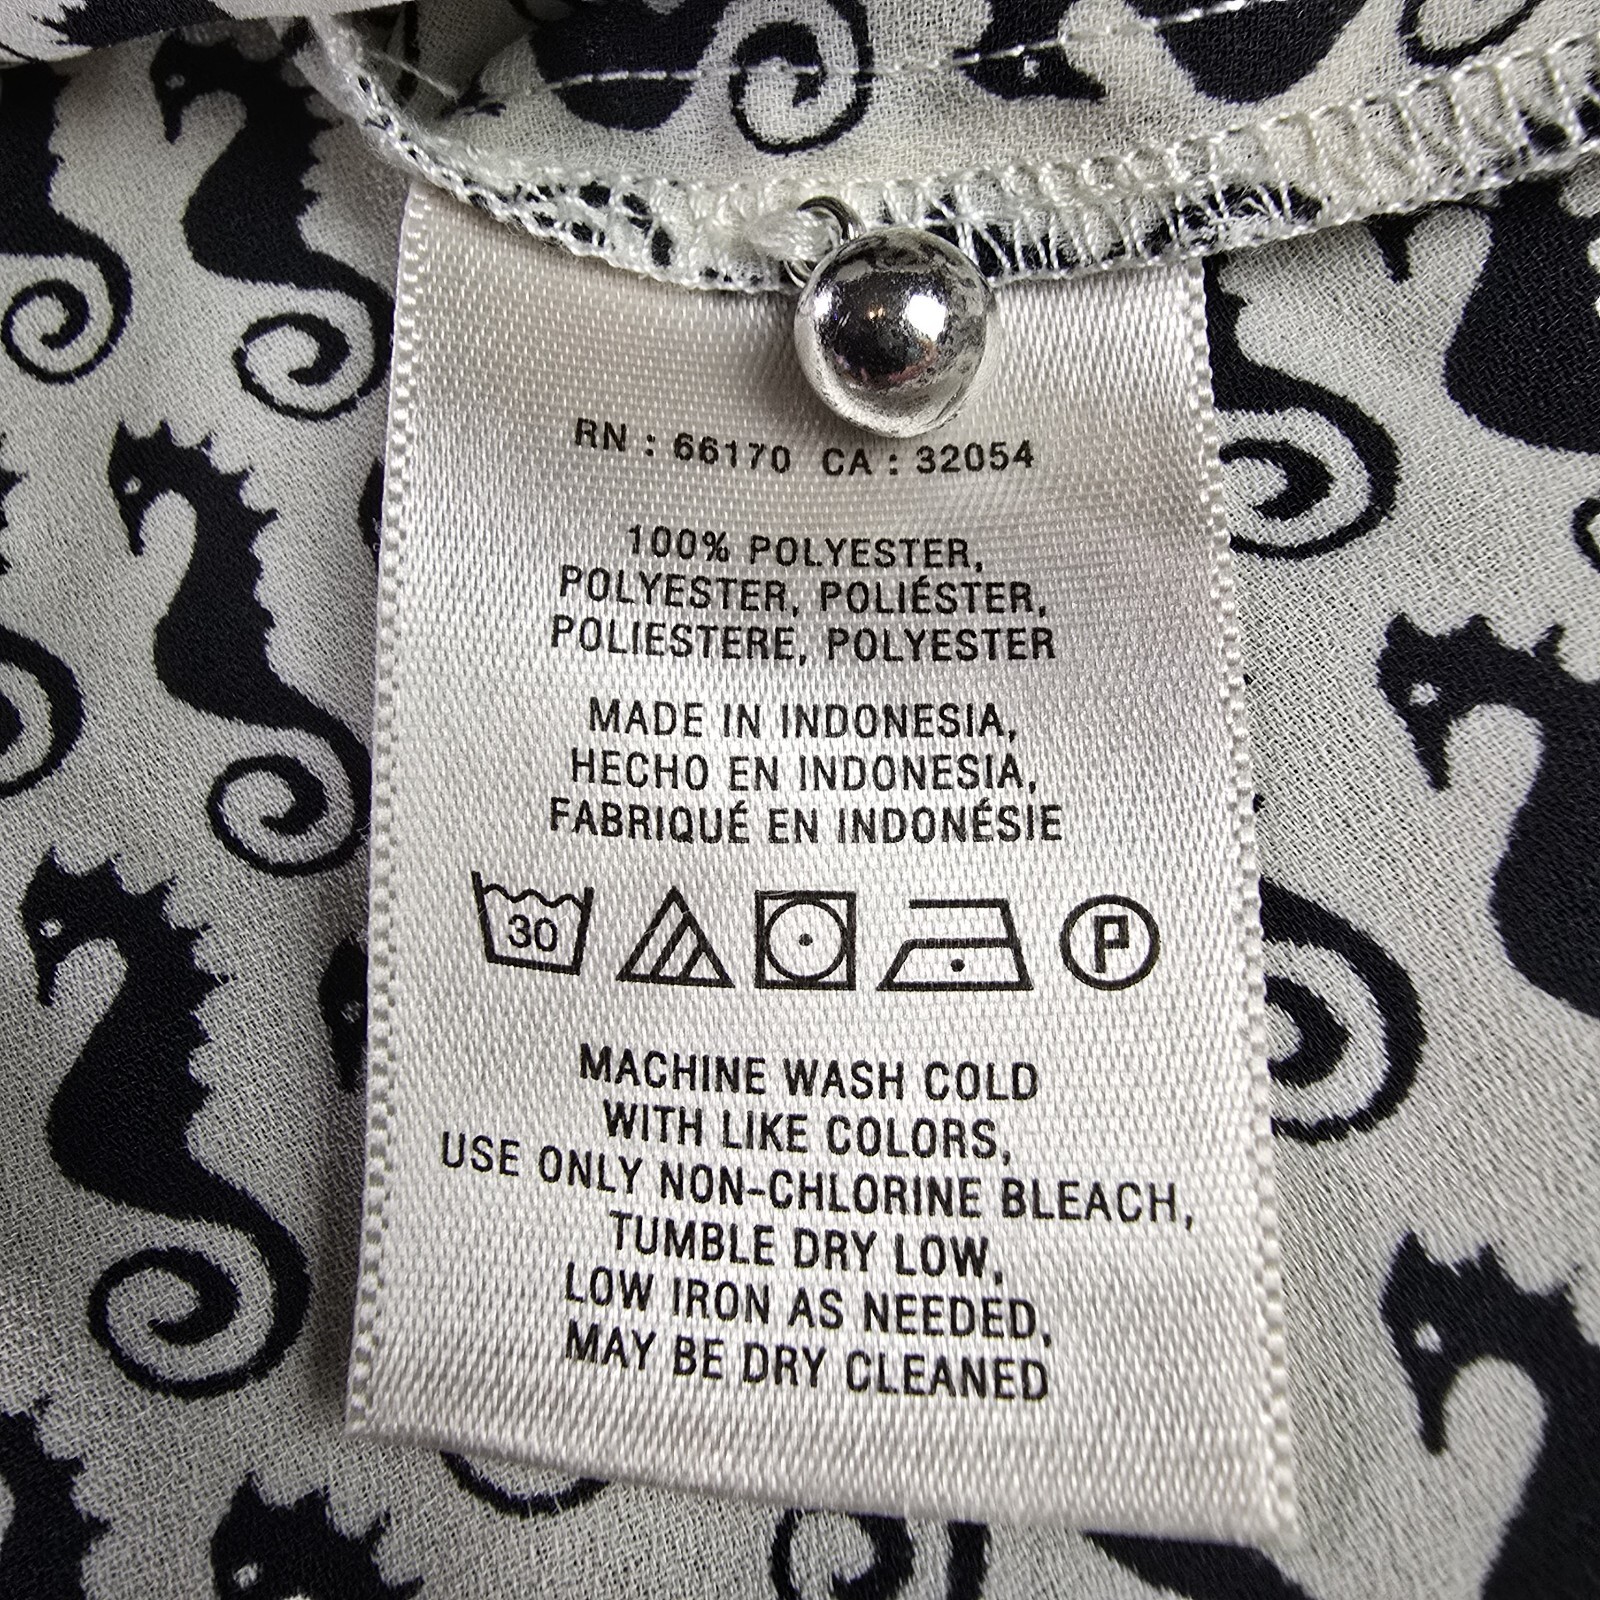 RN : 66170 CA : 32054
100% POLYESTER,
POLYESTER, POLIÉSTER,
POLIESTERE, POLYESTER
MADE IN INDONESIA,
HECHO EN INDONESIA,
FABRIQUÉ EN INDONÉSIE
30 P
MACHINE WASH COLD
WITH LIKE COLORS,
USE ONLY NON-CHLORINE BLEACH,
TUMBLE DRY LOW,
LOW IRON AS NEEDED,
MAY BE DRY CLEANED